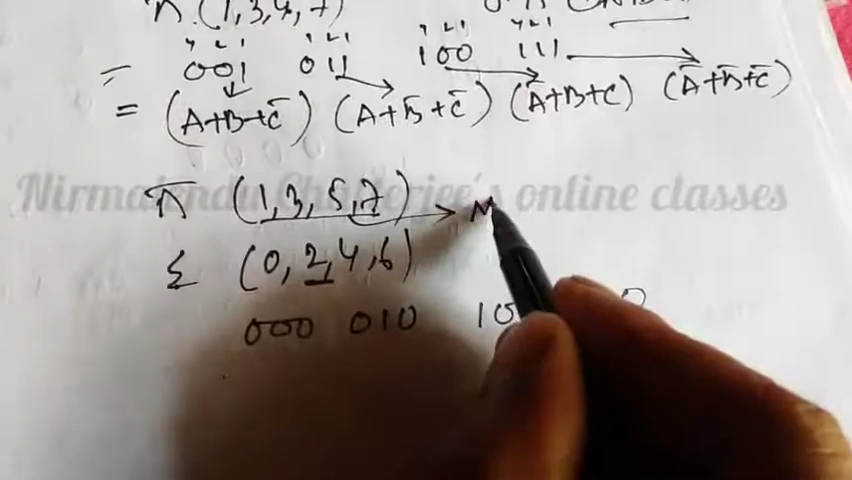 π (1,3,4,7)
001 011 100 111
= (A+B+C̅) (A+B̅+C̅) (A̅+B+C) (A̅+B̅+C̅)
π (1,3,5,7) → M
Nirmalendu Chatterjee's online classes
Σ (0,2,4,6)
000 010 10